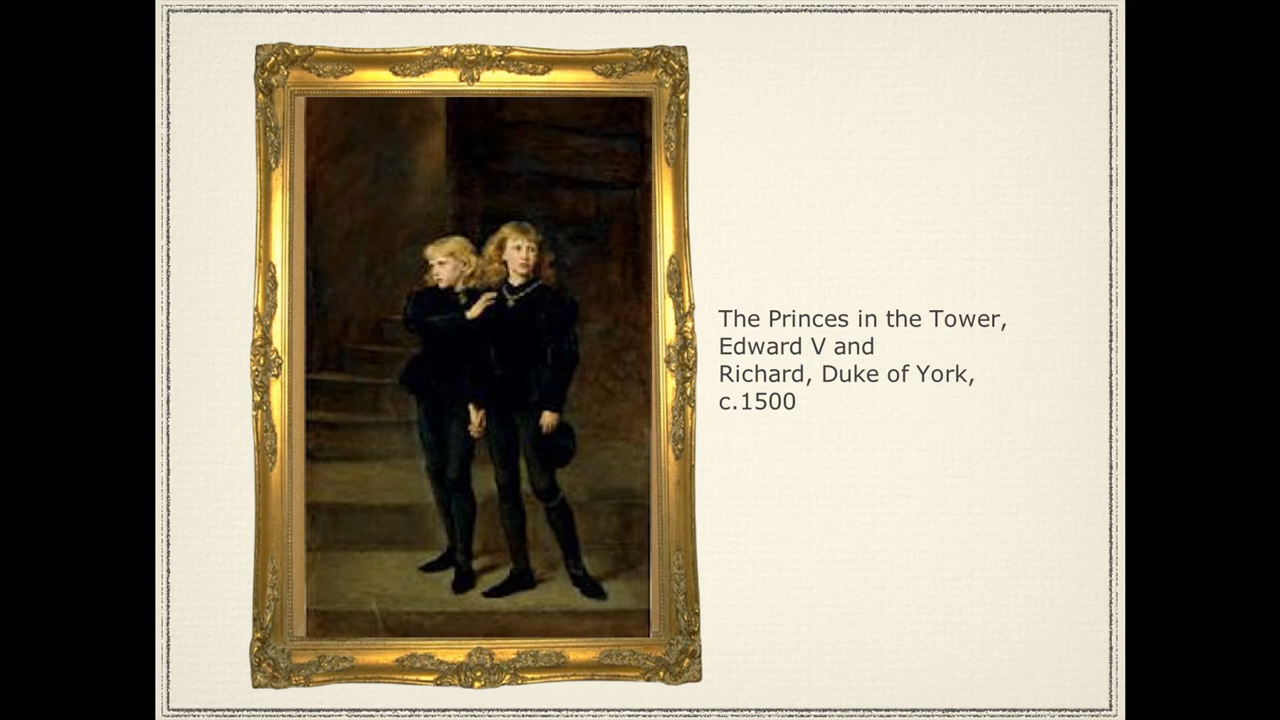 The Princes in the Tower,
Edward V and
Richard, Duke of York,
c.1500